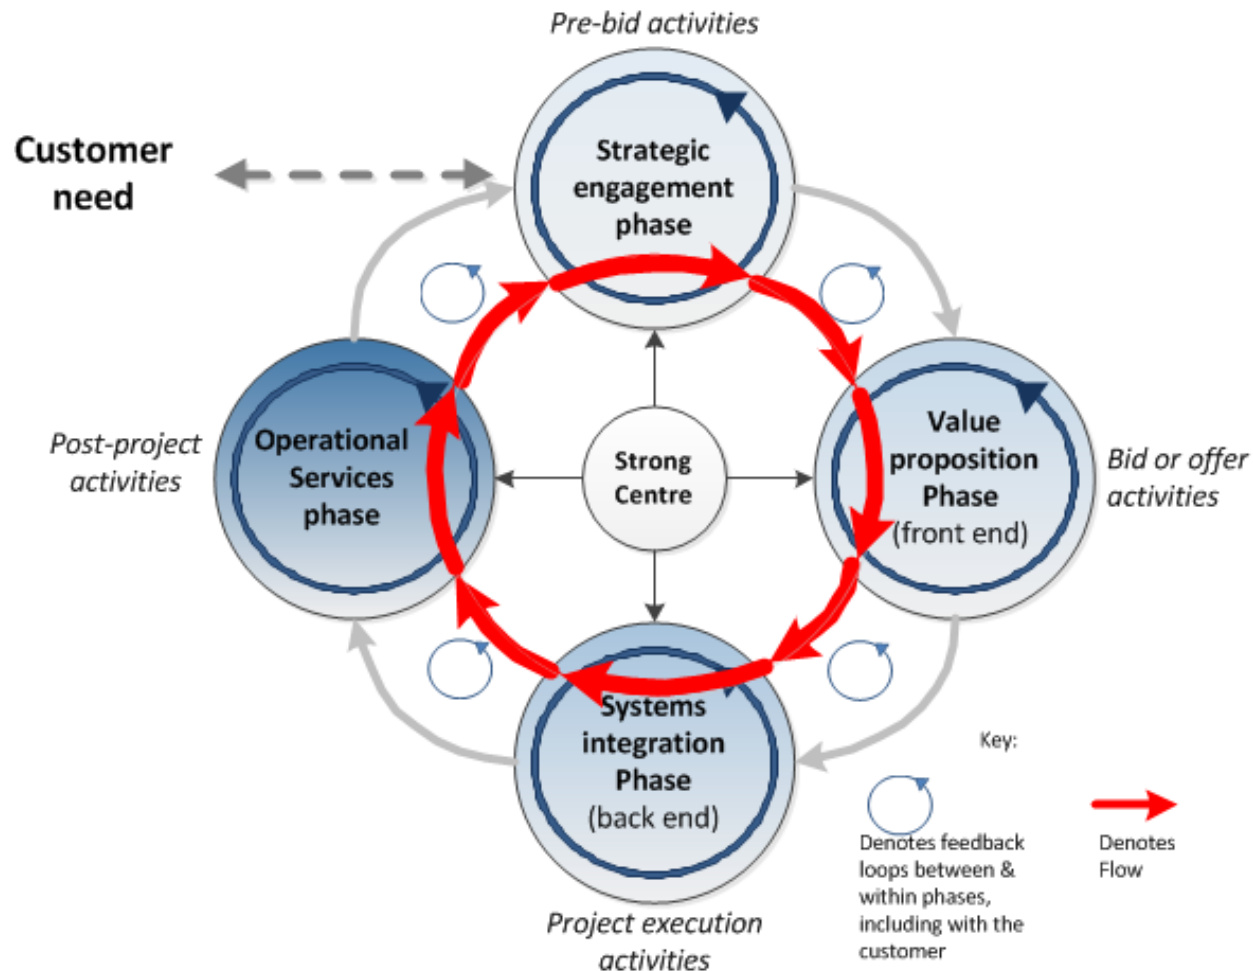 Pre-bid activities
Customer
need
Strategic
engagement
phase
Post-project
activities
Operational
Services
phase
Strong
Centre
Value
proposition
Phase
(front end)
Bid or offer
activities
Systems
integration
Phase
(back end)
Project execution
activities
Key:
Denotes feedback
loops between &
within phases,
including with the
customer
Denotes
Flow